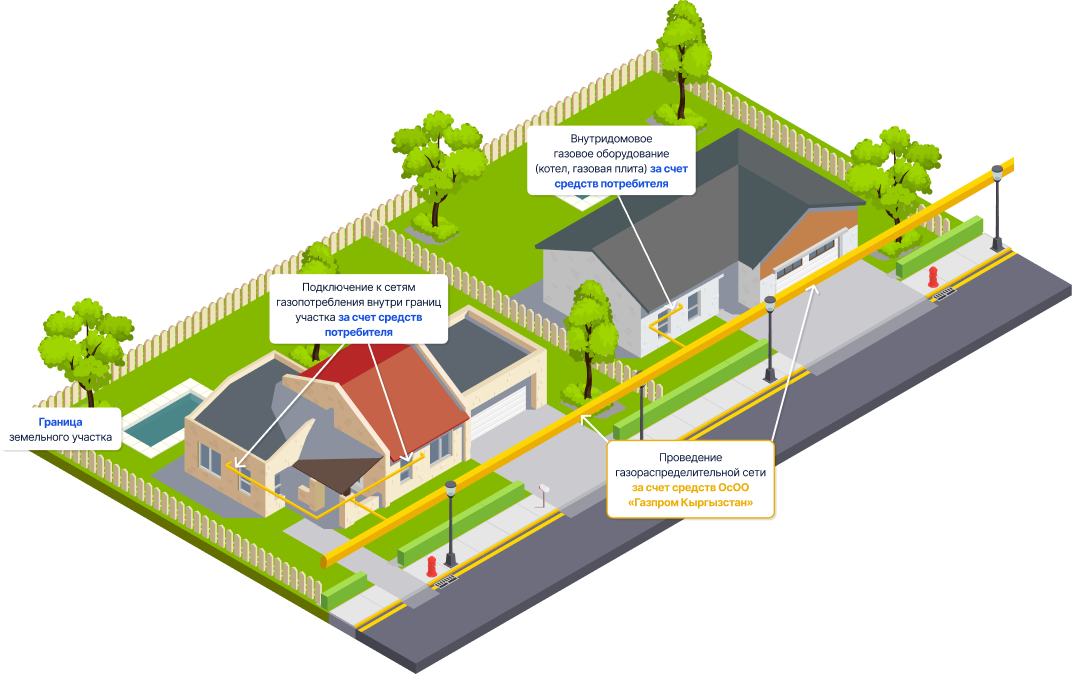 Внутридомовое
газовое оборудование
(котел, газовая плита) за счет
средств потребителя
Подключение к сетям
газопотребления внутри границ
участка за счет средств
потребителя
Граница
земельного участка
Проведение
газораспределительной сети
за счет средств ОсОО
«Газпром Кыргызстан»